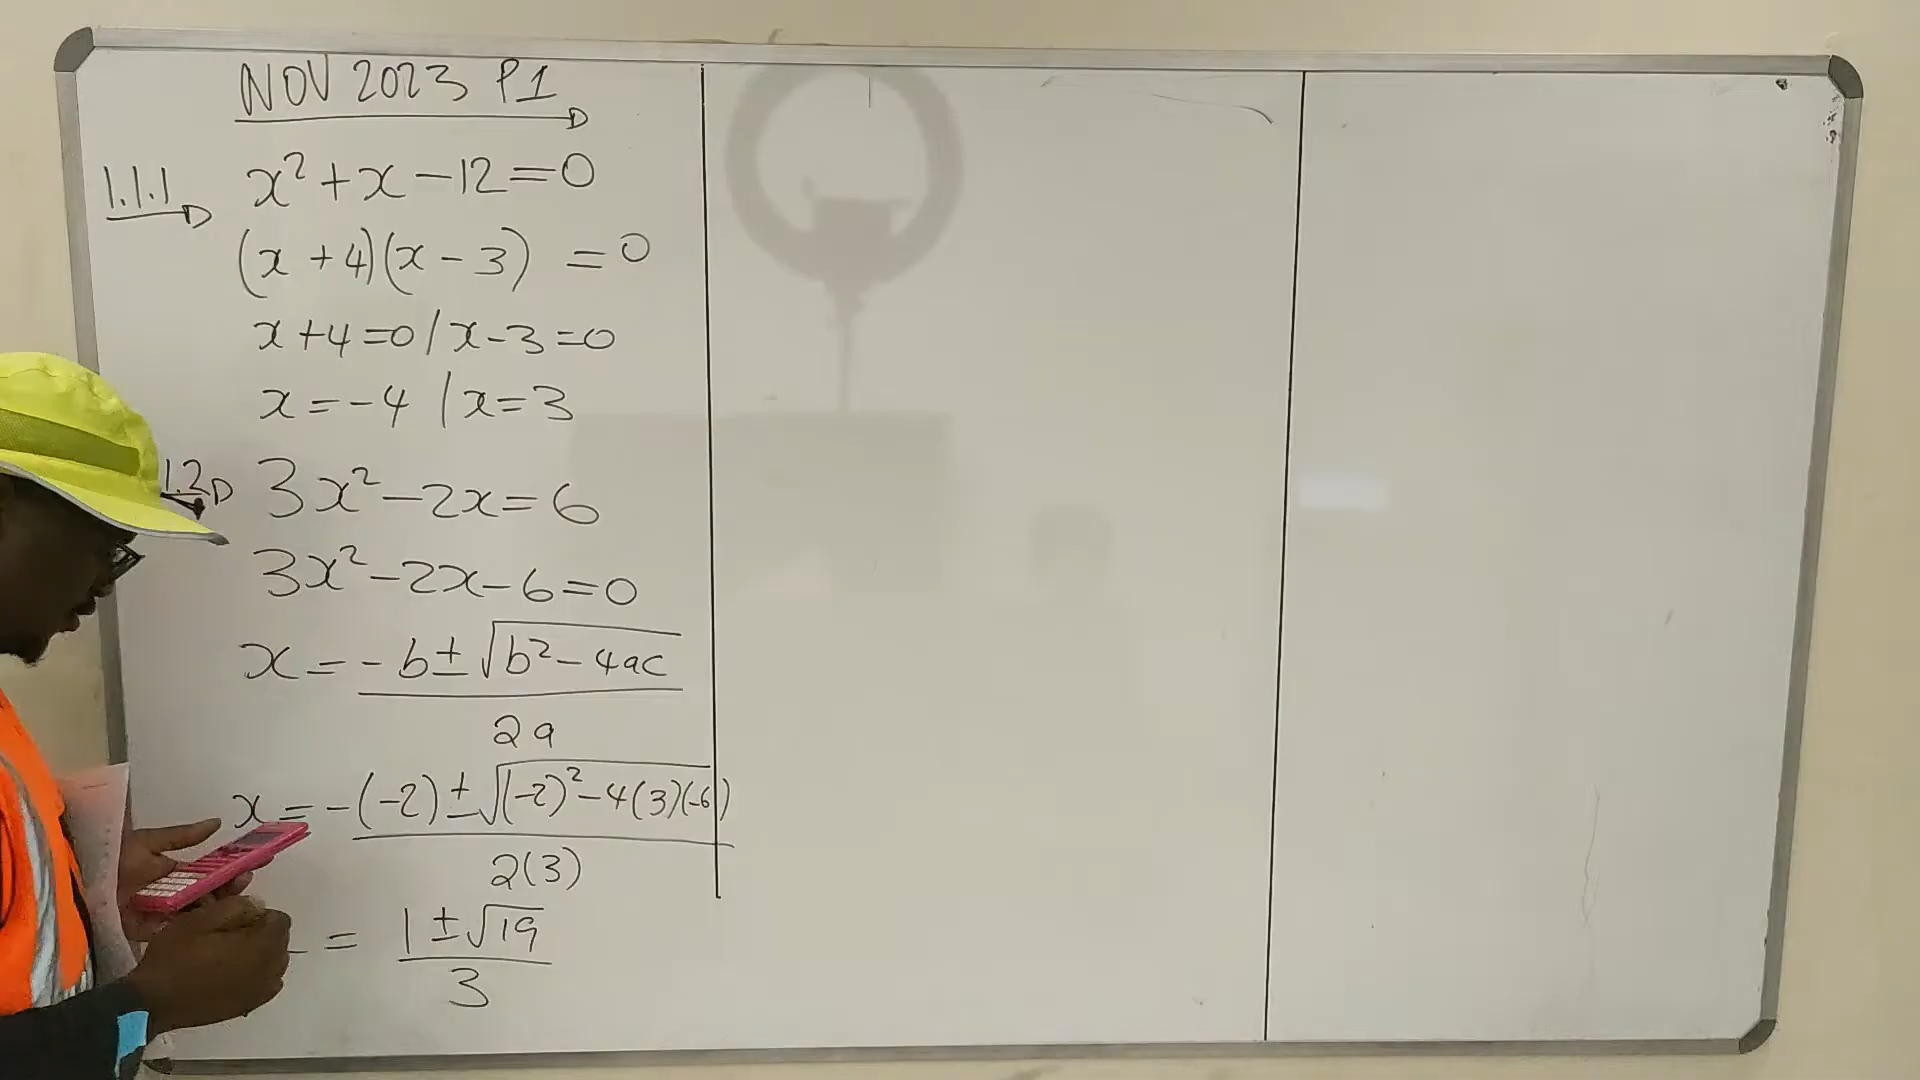 NOV 2023 P1
1.1.1 x² + x - 12 = 0
(x + 4)(x - 3) = 0
x + 4 = 0 / x - 3 = 0
x = -4 / x = 3
1.2 3x² - 2x = 6
3x² - 2x - 6 = 0
x = -b ± √(b² - 4ac)
2a
x = -(-2) ± √((-2)² - 4(3)(-6))
2(3)
= 1 ± √19
3